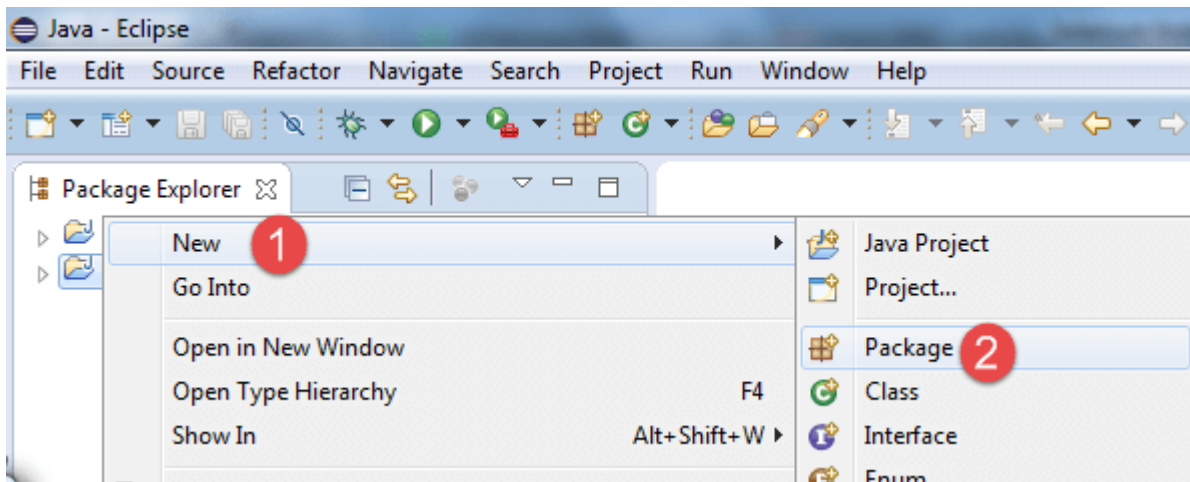 Java - Eclipse
File Edit Source Refactor Navigate Search Project Run Window Help
Package Explorer
New 1
Java Project
Go Into
Project...
Open in New Window
Package 2
Open Type Hierarchy F4
Class
Show In Alt+Shift+W
Interface
Enum